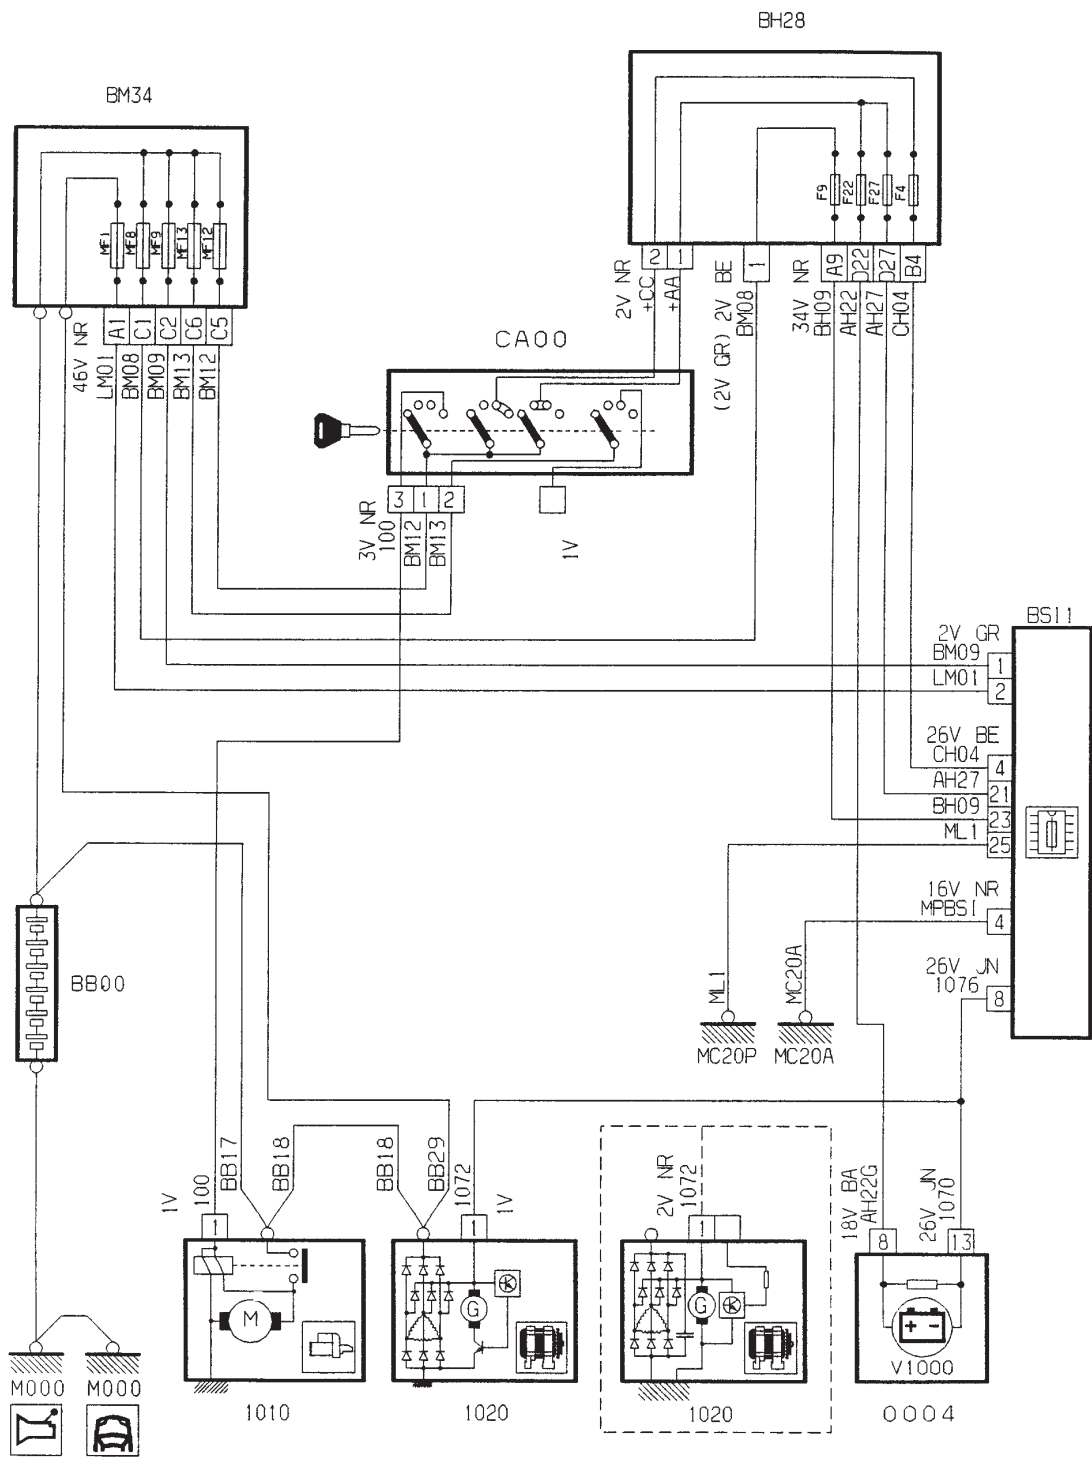 BH28
BM34
F9
F22
F27
F4
MF1
MF8
MF9
MF13
MF12
2
1
1
A9
D22
D27
B4
2V NR
+CC
+AA
(2V GR) 2V BE
BM08
34V NR
BH09
AH22
AH27
CH04
A1
C1
C2
C6
C5
46V NR
LM01
BM08
BM09
BM13
BM12
CA00
3
1
2
3V NR
100
BM12
BM13
1V
BSI1
2V GR
BM09
1
LM01
2
26V BE
CH04
4
AH27
21
BH09
23
ML1
25
16V NR
MPBSI
4
26V JN
1076
8
BB00
ML1
MC20A
MC20P
MC20A
1V
100
BB17
BB18
BB18
BB29
1072
1V
2V NR
1072
18V BA
AH22G
26V JN
1070
1
1
1
8
13
M
G
G
+ -
V1000
M000
M000
1010
1020
1020
0004